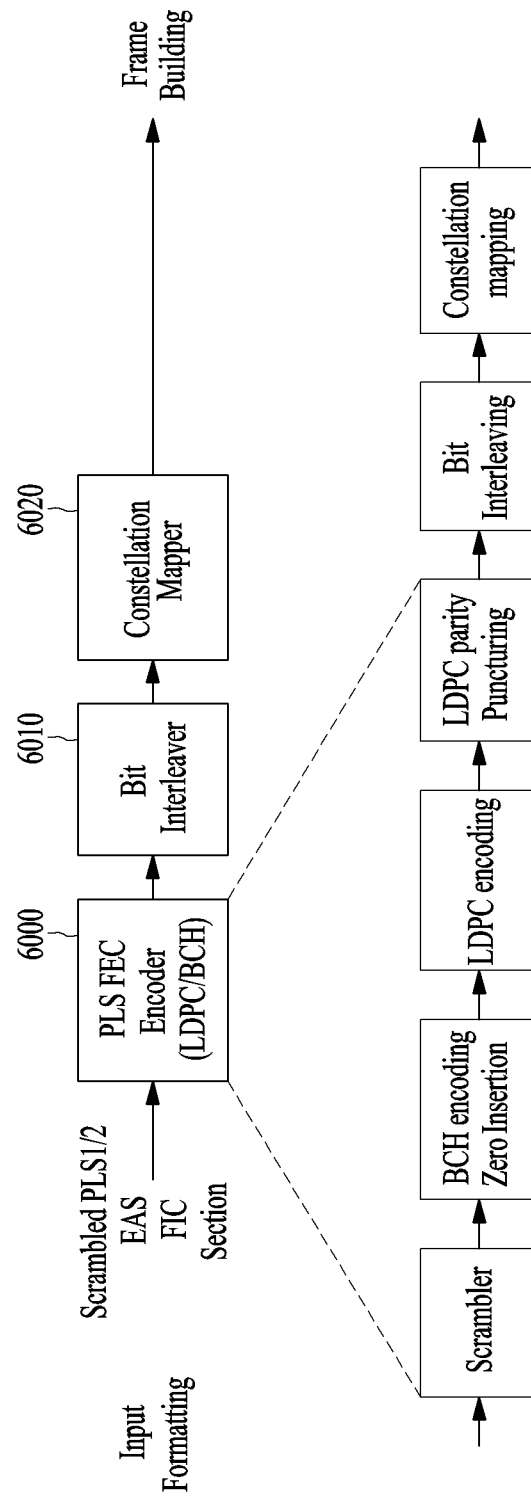 Input
Formatting
Scrambled PLS1/2
EAS
FIC
Section
6000
PLS FEC
Encoder
(LDPC/BCH)
6010
Bit
Interleaver
6020
Constellation
Mapper
Frame
Building
Scrambler
BCH encoding
Zero Insertion
LDPC encoding
LDPC parity
Puncturing
Bit
Interleaving
Constellation
mapping